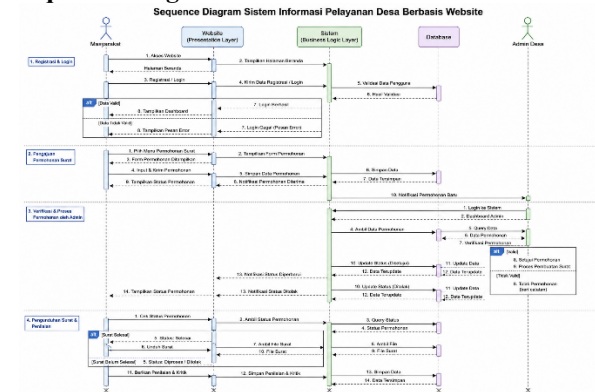 Sequence Diagram Sistem Informasi Pelayanan Desa Berbasis Website
Masyarakat
Website
(Presentation Layer)
Sistem
(Business Logic Layer)
Database
Admin Desa
1. Registrasi & Login
1. Akses Website
2. Tampilkan Halaman Beranda
Halaman Beranda
3. Registrasi / Login
4. Kirim Data Registrasi / Login
5. Validasi Data Pengguna
6. Hasil Validasi
alt
[Data Valid]
7. Login Berhasil
8. Tampilkan Dashboard
[Data Tidak Valid]
7. Login Gagal (Pesan Error)
8. Tampilkan Pesan Error
2. Pengajuan
Permohonan Surat
1. Pilih Menu Permohonan Surat
2. Tampilkan Form Permohonan
3. Form Permohonan Ditampilkan
4. Input & Kirim Permohonan
5. Simpan Data Permohonan
6. Simpan Data
7. Data Tersimpan
8. Notifikasi Permohonan Diterima
9. Tampilkan Status Permohonan
10. Notifikasi Permohonan Baru
3. Verifikasi & Proses
Permohonan oleh Admin
1. Login ke Sistem
2. Dashboard Admin
4. Ambil Data Permohonan
5. Query Data
6. Data Permohonan
7. Verifikasi Permohonan
alt
[Valid]
8. Setujui Permohonan
9. Proses Pembuatan Surat
10. Update Status (Disetujui)
11. Update Data
12. Data Terupdate
12. Data Terupdate
13. Notifikasi Status Diperbarui
[Tidak Valid]
9. Tolak Permohonan
10. Update Status (Ditolak)
11. Update Data
12. Data Terupdate
12. Data Terupdate
13. Notifikasi Status Ditolak
14. Tampilkan Status Permohonan
4. Pengunduhan Surat &
Penilaian
1. Cek Status Permohonan
2. Ambil Status Permohonan
3. Query Status
4. Status Permohonan
alt
[Surat Selesai]
5. Status: Selesai
6. Unduh Surat
7. Ambil File Surat
8. Ambil File
9. File Surat
10. File Surat
[Surat Belum Selesai]
5. Status: Diproses / Ditolak
11. Berikan Penilaian & Kritik
12. Simpan Penilaian & Kritik
13. Simpan Data
14. Data Tersimpan